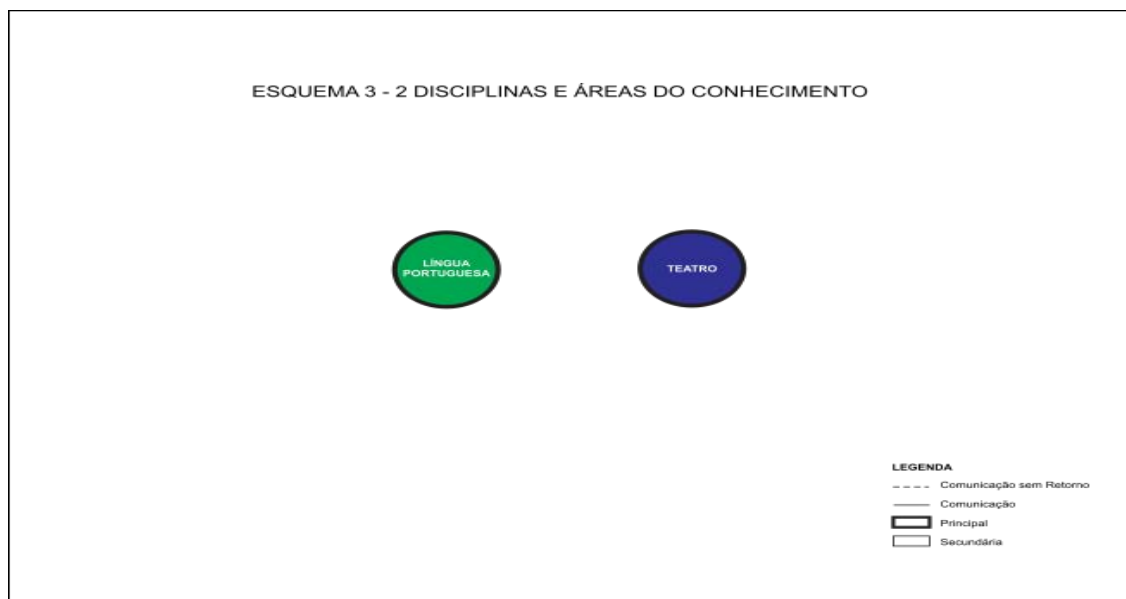 ESQUEMA 3 - 2 DISCIPLINAS E ÁREAS DO CONHECIMENTO
LÍNGUA
PORTUGUESA
TEATRO
LEGENDA
Comunicação sem Retorno
Comunicação
Principal
Secundária